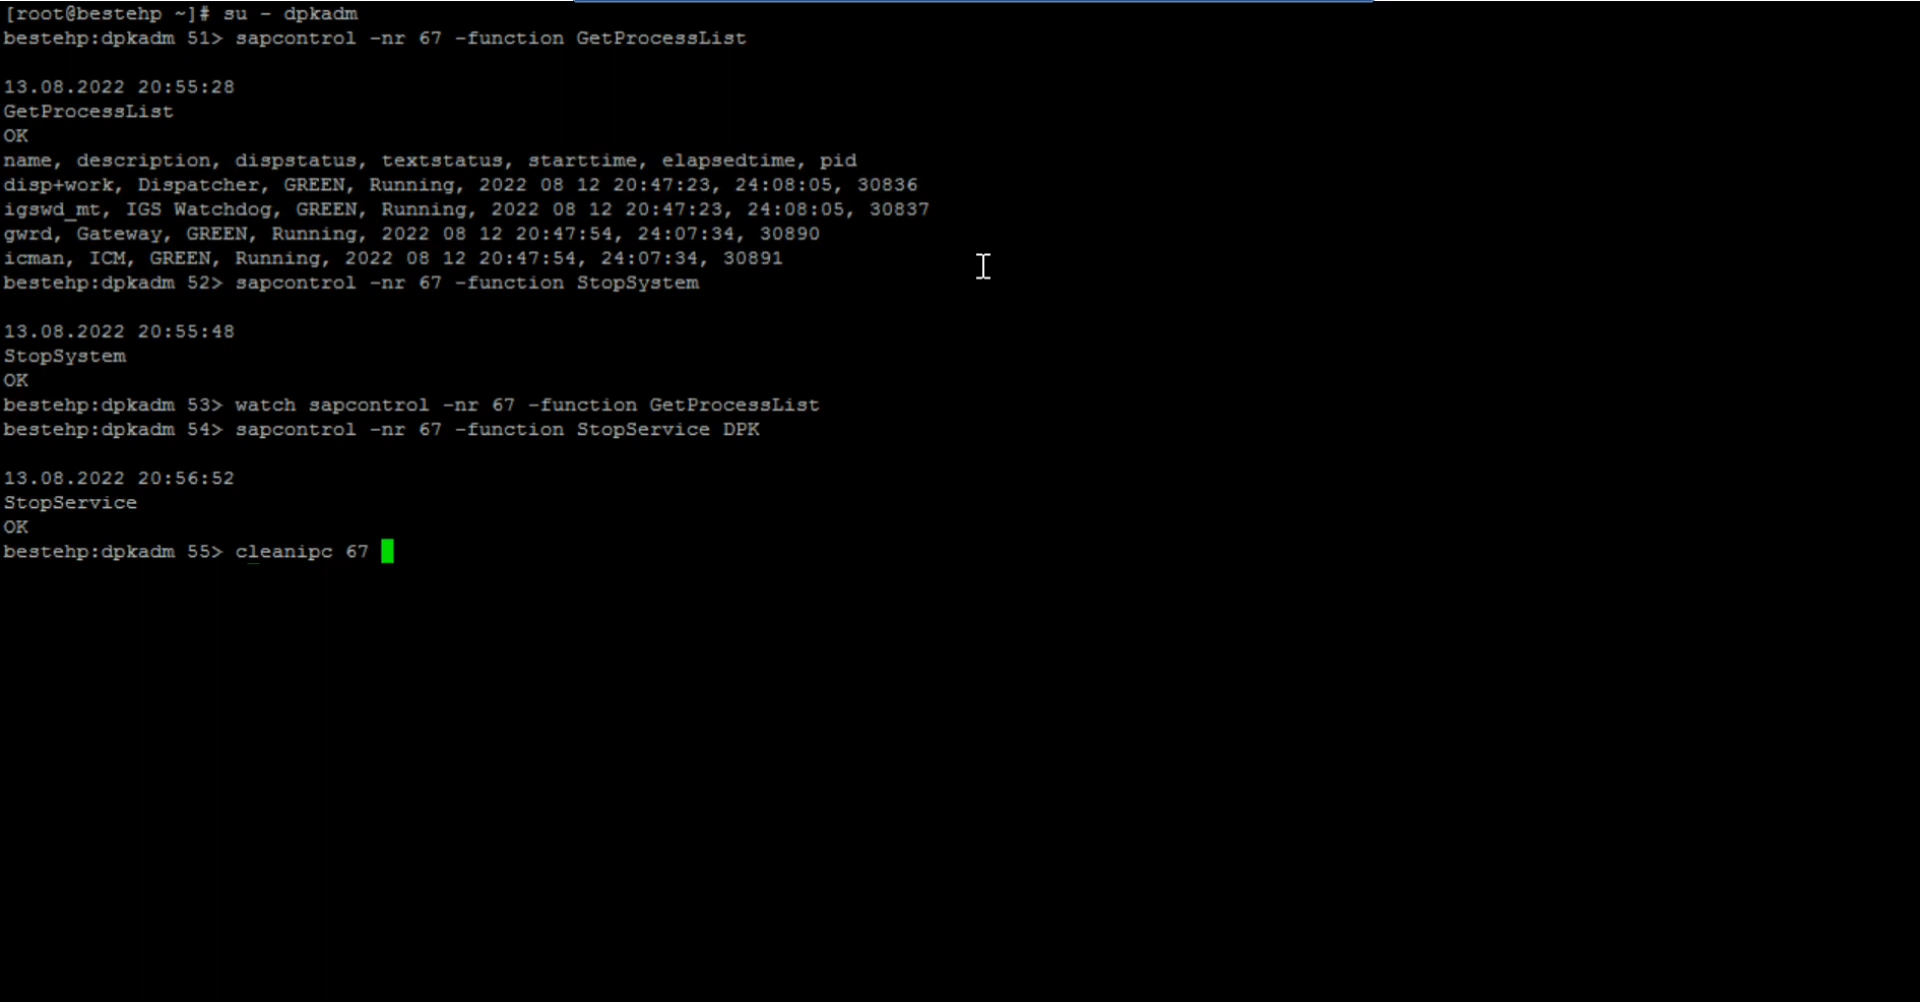 [root@bestehp ~]# su - dpkadm
bestehp:dpkadm 51> sapcontrol -nr 67 -function GetProcessList
13.08.2022 20:55:28
GetProcessList
OK
name, description, dispstatus, textstatus, starttime, elapsedtime, pid
disp+work, Dispatcher, GREEN, Running, 2022 08 12 20:47:23, 24:08:05, 30836
igswd_mt, IGS Watchdog, GREEN, Running, 2022 08 12 20:47:23, 24:08:05, 30837
gwrd, Gateway, GREEN, Running, 2022 08 12 20:47:54, 24:07:34, 30890
icman, ICM, GREEN, Running, 2022 08 12 20:47:54, 24:07:34, 30891
bestehp:dpkadm 52> sapcontrol -nr 67 -function StopSystem
13.08.2022 20:55:48
StopSystem
OK
bestehp:dpkadm 53> watch sapcontrol -nr 67 -function GetProcessList
bestehp:dpkadm 54> sapcontrol -nr 67 -function StopService DPK
13.08.2022 20:56:52
StopService
OK
bestehp:dpkadm 55> cleanipc 67